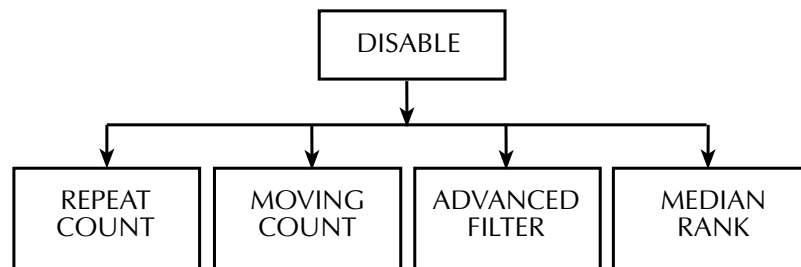 DISABLE
REPEAT
COUNT
MOVING
COUNT
ADVANCED
FILTER
MEDIAN
RANK